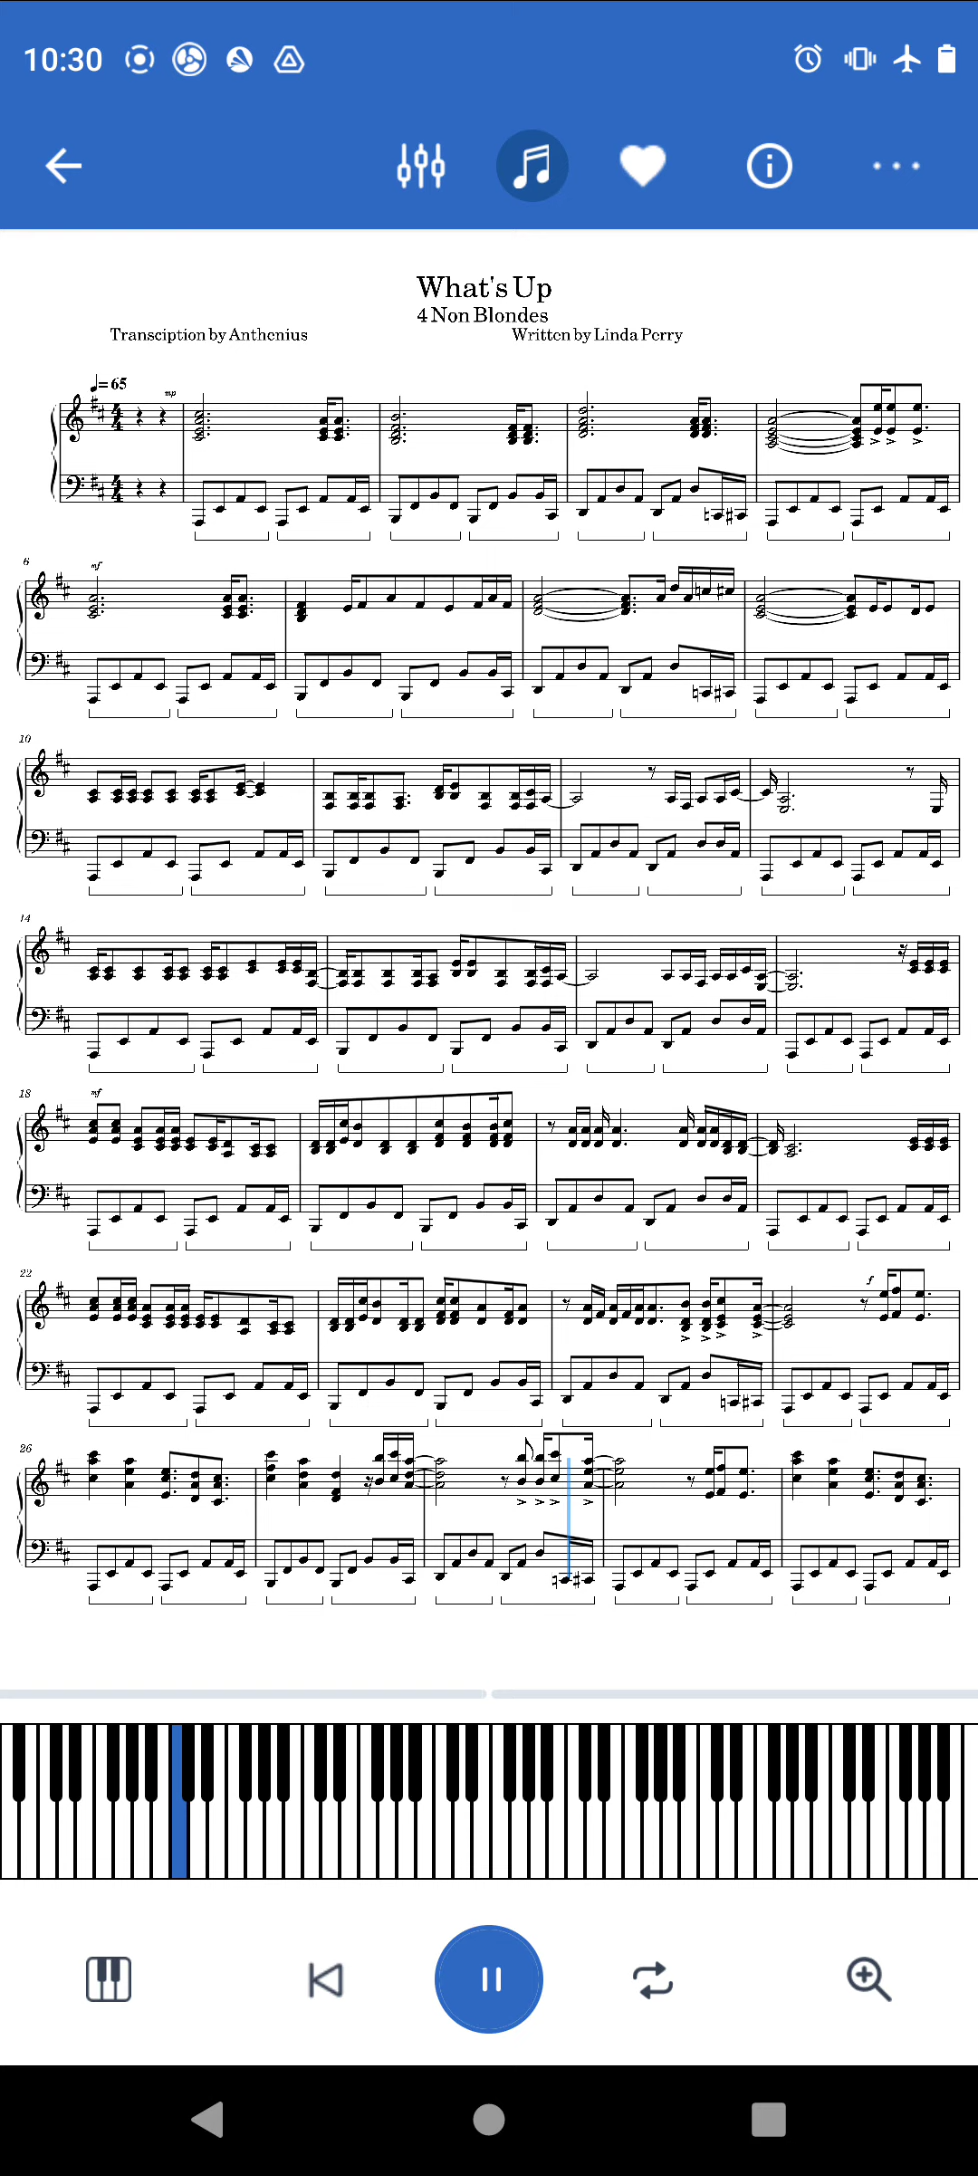 10:30
What's Up
4 Non Blondes
Transciption by Anthenius
Written by Linda Perry
♩=65
mp
6
mf
10
14
18
mf
22
f
26